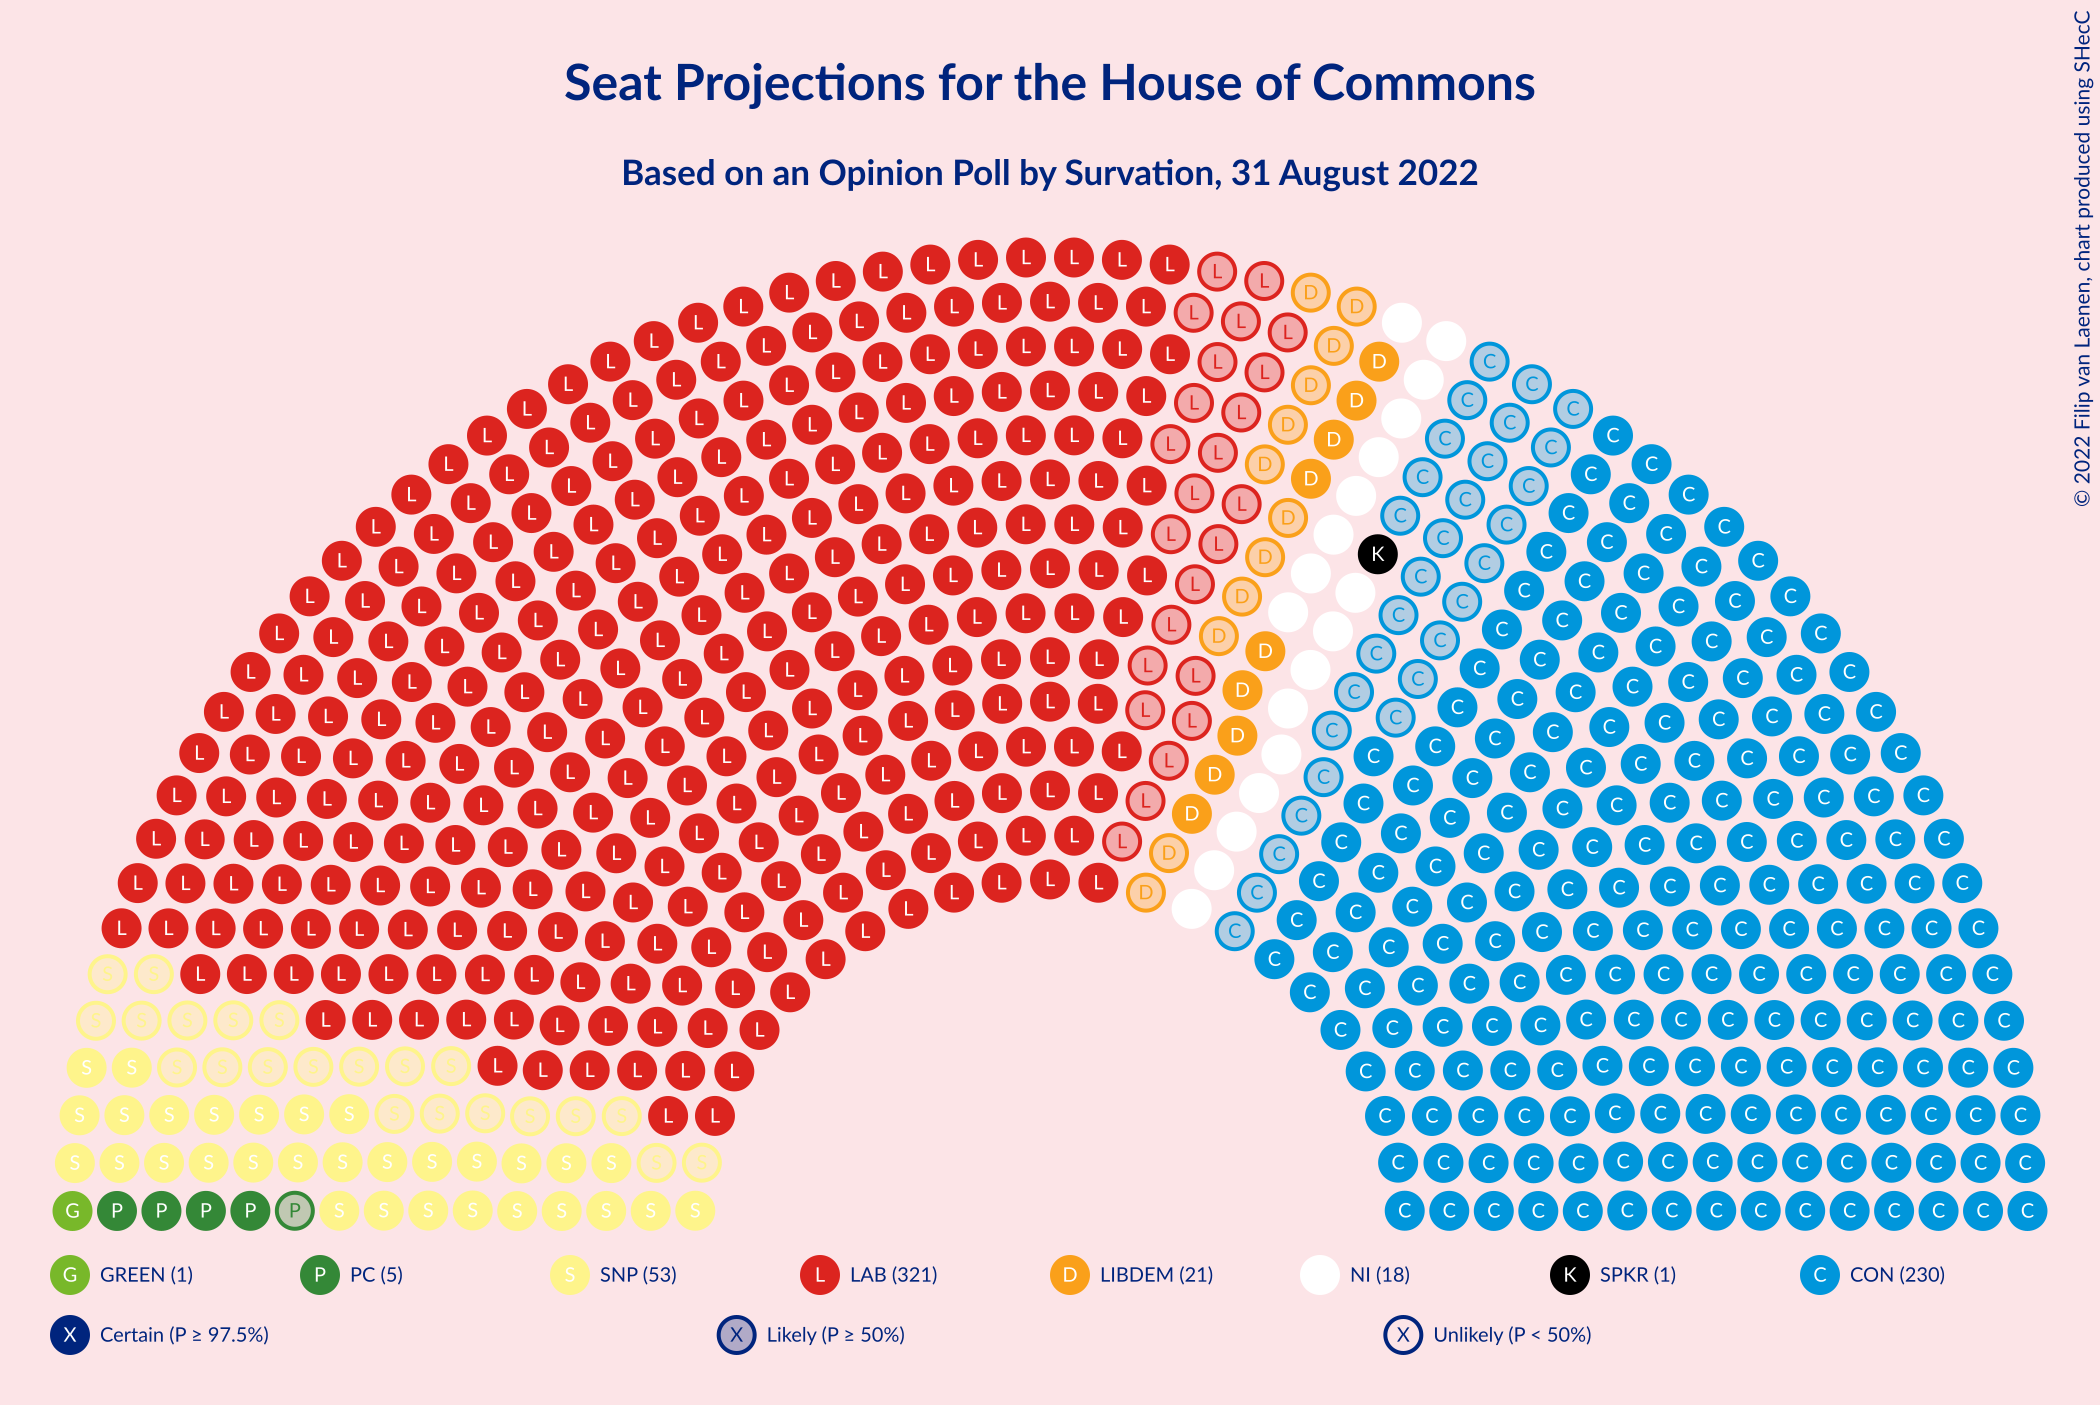 Seat Projections for the House of Commons
Based on an Opinion Poll by Survation, 31 August 2022
© 2022 Filip van Laenen, chart produced using SHecC
G GREEN (1) P PC (5) S SNP (53) L LAB (321) D LIBDEM (21) NI (18) K SPKR (1) C CON (230)
X Certain (P ≥ 97.5%) X Likely (P ≥ 50%) X Unlikely (P < 50%)